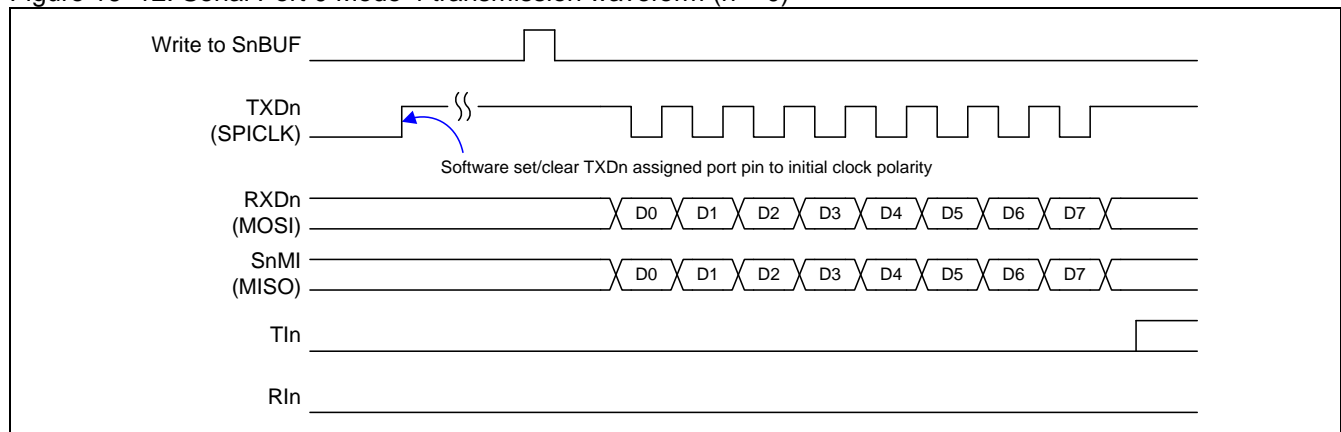 Write to SnBUF
TXDn
(SPICLK)
Software set/clear TXDn assigned port pin to initial clock polarity
RXDn
(MOSI)
D0 D1 D2 D3 D4 D5 D6 D7
SnMI
(MISO)
D0 D1 D2 D3 D4 D5 D6 D7
TIn
RIn